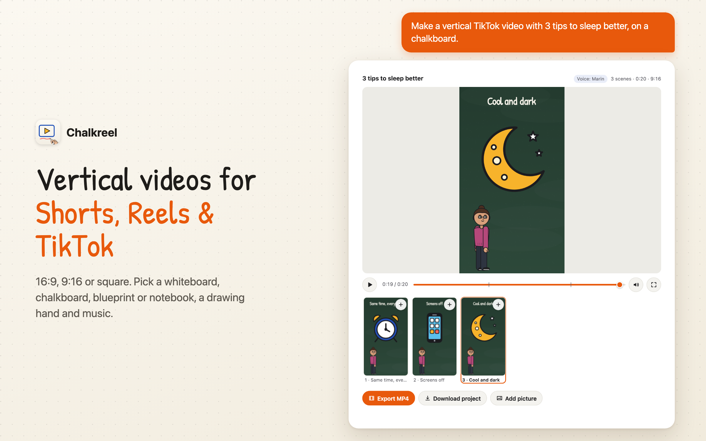 Make a vertical TikTok video with 3 tips to sleep better, on a
chalkboard.
Chalkreel
Vertical videos for
Shorts, Reels &
TikTok
16:9, 9:16 or square. Pick a whiteboard,
chalkboard, blueprint or notebook, a drawing
hand and music.
3 tips to sleep better
Voice: Marin
3 scenes · 0:20 · 9:16
Cool and dark
0:19 / 0:20
Same time, every
Screens off
Cool and dark
1 · Same time, eve...
2 · Screens off
3 · Cool and dark
Export MP4
Download project
Add picture